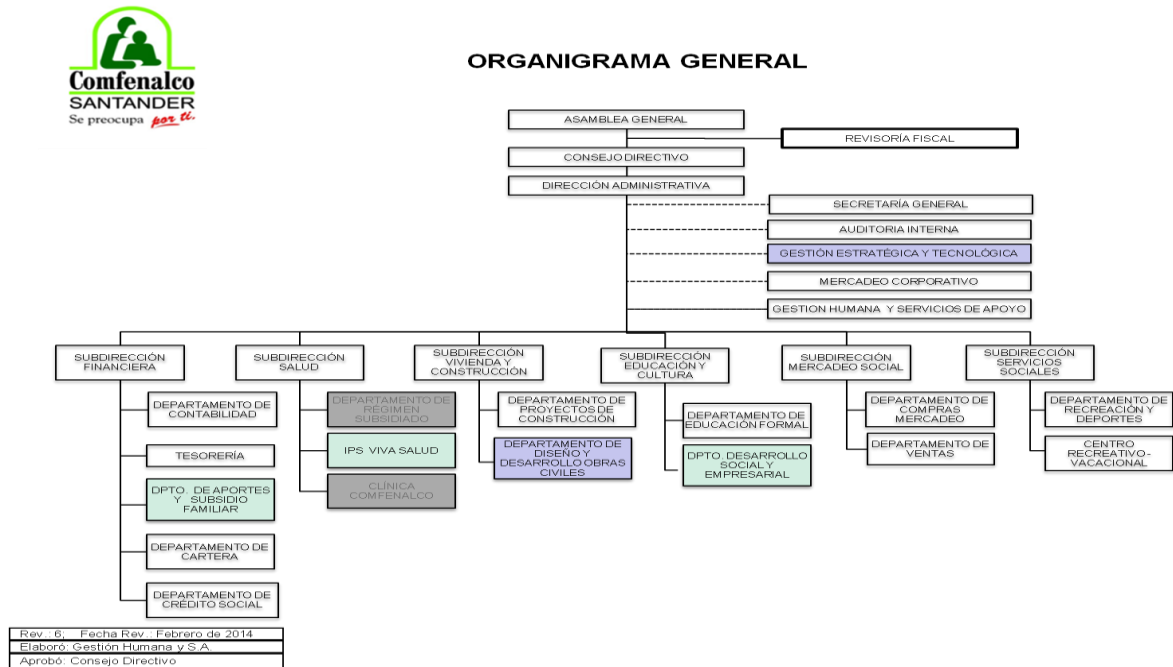 Comfenalco
SANTANDER
Se preocupa por ti.
ORGANIGRAMA GENERAL
ASAMBLEA GENERAL
REVISORÍA FISCAL
CONSEJO DIRECTIVO
DIRECCIÓN ADMINISTRATIVA
SECRETARÍA GENERAL
AUDITORIA INTERNA
GESTIÓN ESTRATÉGICA Y TECNOLÓGICA
MERCADEO CORPORATIVO
GESTION HUMANA Y SERVICIOS DE APOYO
SUBDIRECCIÓN
FINANCIERA
DEPARTAMENTO DE
CONTABILIDAD
TESORERÍA
DPTO. DE APORTES
Y SUBSIDIO
FAMILIAR
DEPARTAMENTO DE
CARTERA
DEPARTAMENTO DE
CRÉDITO SOCIAL
SUBDIRECCIÓN
SALUD
DEPARTAMENTO DE
RÉGIMEN
SUBSIDIADO
IPS VIVA SALUD
CLÍNICA
COMFENALCO
SUBDIRECCIÓN
VIVIENDA Y
CONSTRUCCIÓN
DEPARTAMENTO DE
PROYECTOS DE
CONSTRUCCIÓN
DEPARTAMENTO DE
DISEÑO Y
DESARROLLO OBRAS
CIVILES
SUBDIRECCIÓN
EDUCACIÓN Y
CULTURA
DEPARTAMENTO DE
EDUCACIÓN FORMAL
DPTO. DESARROLLO
SOCIAL Y
EMPRESARIAL
SUBDIRECCIÓN
MERCADEO SOCIAL
DEPARTAMENTO DE
COMPRAS
MERCADEO
DEPARTAMENTO DE
VENTAS
SUBDIRECCIÓN
SERVICIOS
SOCIALES
DEPARTAMENTO DE
RECREACIÓN Y
DEPORTES
CENTRO
RECREATIVO-
VACACIONAL
Rev.: 6; Fecha Rev.: Febrero de 2014
Elaboró: Gestión Humana y S.A.
Aprobó: Consejo Directivo